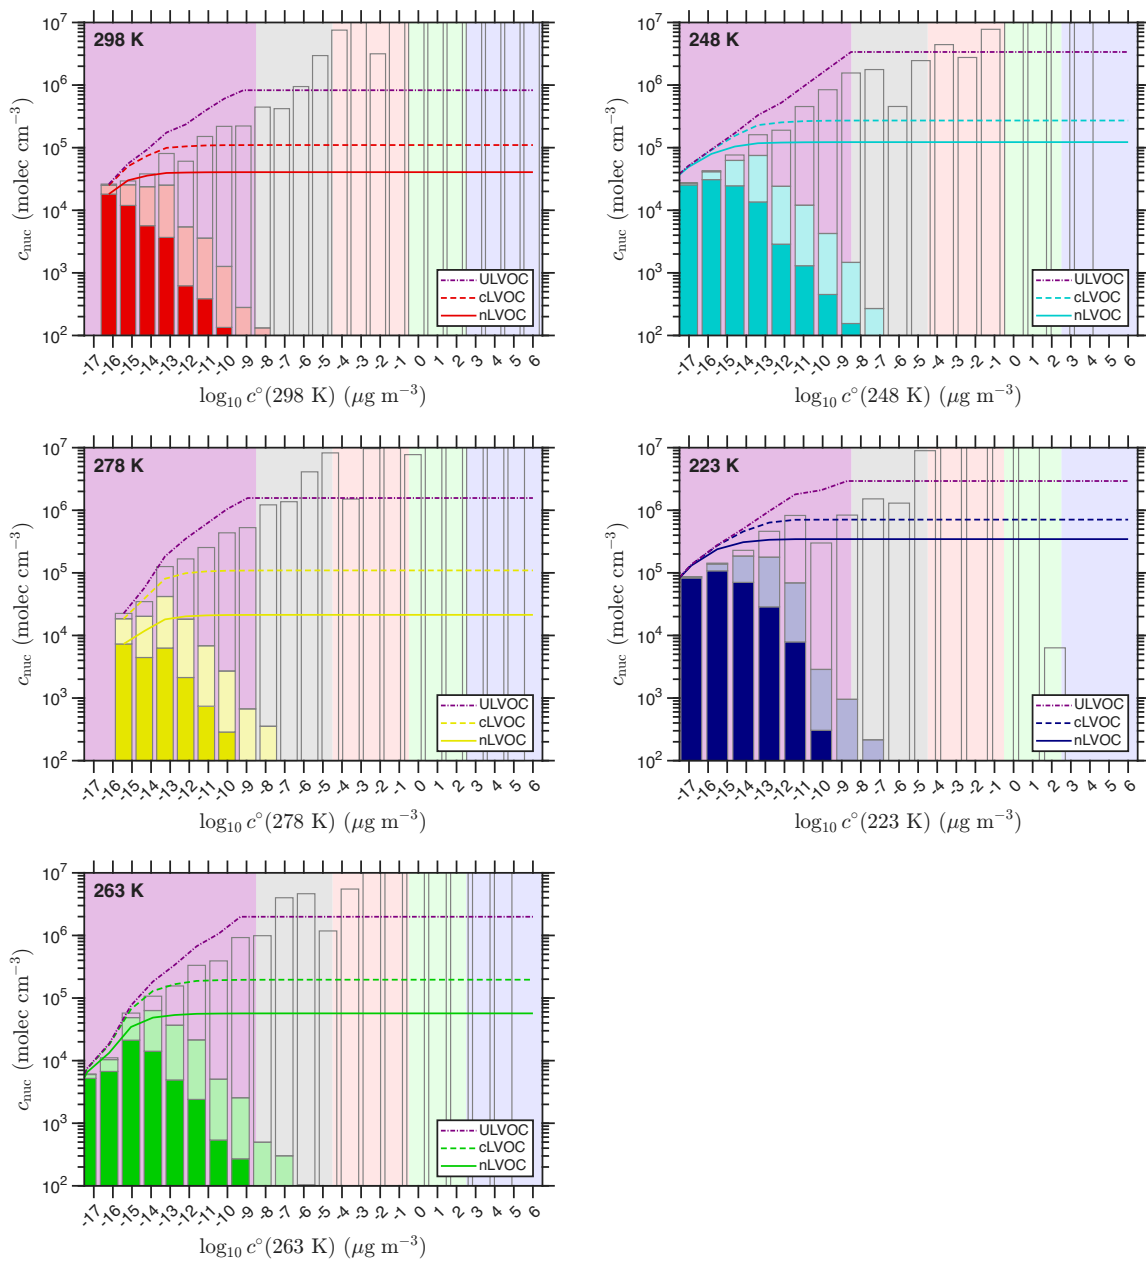 298 K
10^7
10^6
10^5
10^4
10^3
10^2
c_nuc (molec cm^−3)
ULVOC
cLVOC
nLVOC
-17 -16 -15 -14 -13 -12 -11 -10 -9 -8 -7 -6 -5 -4 -3 -2 -1 0 1 2 3 4 5 6
log10 c°(298 K) (μg m^−3)
248 K
10^7
10^6
10^5
10^4
10^3
10^2
c_nuc (molec cm^−3)
ULVOC
cLVOC
nLVOC
-17 -16 -15 -14 -13 -12 -11 -10 -9 -8 -7 -6 -5 -4 -3 -2 -1 0 1 2 3 4 5 6
log10 c°(248 K) (μg m^−3)
278 K
10^7
10^6
10^5
10^4
10^3
10^2
c_nuc (molec cm^−3)
ULVOC
cLVOC
nLVOC
-17 -15 -14 -13 -12 -12 -11 -10 -9 -8 -7 -6 -5 -4 -3 -2 -1 0 1 2 3 4 5 6
log10 c°(278 K) (μg m^−3)
223 K
10^7
10^6
10^5
10^4
10^3
10^2
c_nuc (molec cm^−3)
ULVOC
cLVOC
nLVOC
-17 -16 -15 -14 -13 -12 -11 -10 -9 -8 -7 -6 -5 -4 -3 -2 -1 0 1 2 3 4 5 6
log10 c°(223 K) (μg m^−3)
263 K
10^7
10^6
10^5
10^4
10^3
10^2
c_nuc (molec cm^−3)
ULVOC
cLVOC
nLVOC
-17 -16 -15 -14 -13 -12 -11 -10 -9 -8 -7 -6 -5 -4 -3 -2 -1 0 1 2 3 4 5 6
log10 c°(263 K) (μg m^−3)